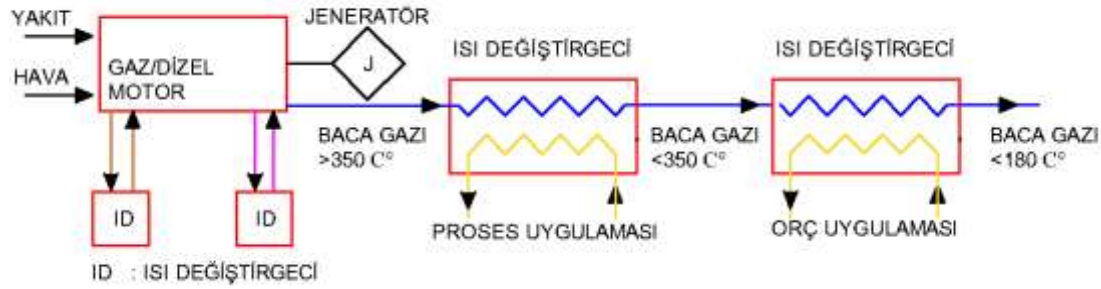 YAKIT
HAVA
GAZ/DİZEL
MOTOR
JENERATÖR
J
ISI DEĞİŞTİRGECİ
ISI DEĞİŞTİRGECİ
BACA GAZI
>350 C°
BACA GAZI
<350 C°
BACA GAZI
<180 C°
ID
ID
PROSES UYGULAMASI
ORÇ UYGULAMASI
ID : ISI DEĞİŞTİRGECİ